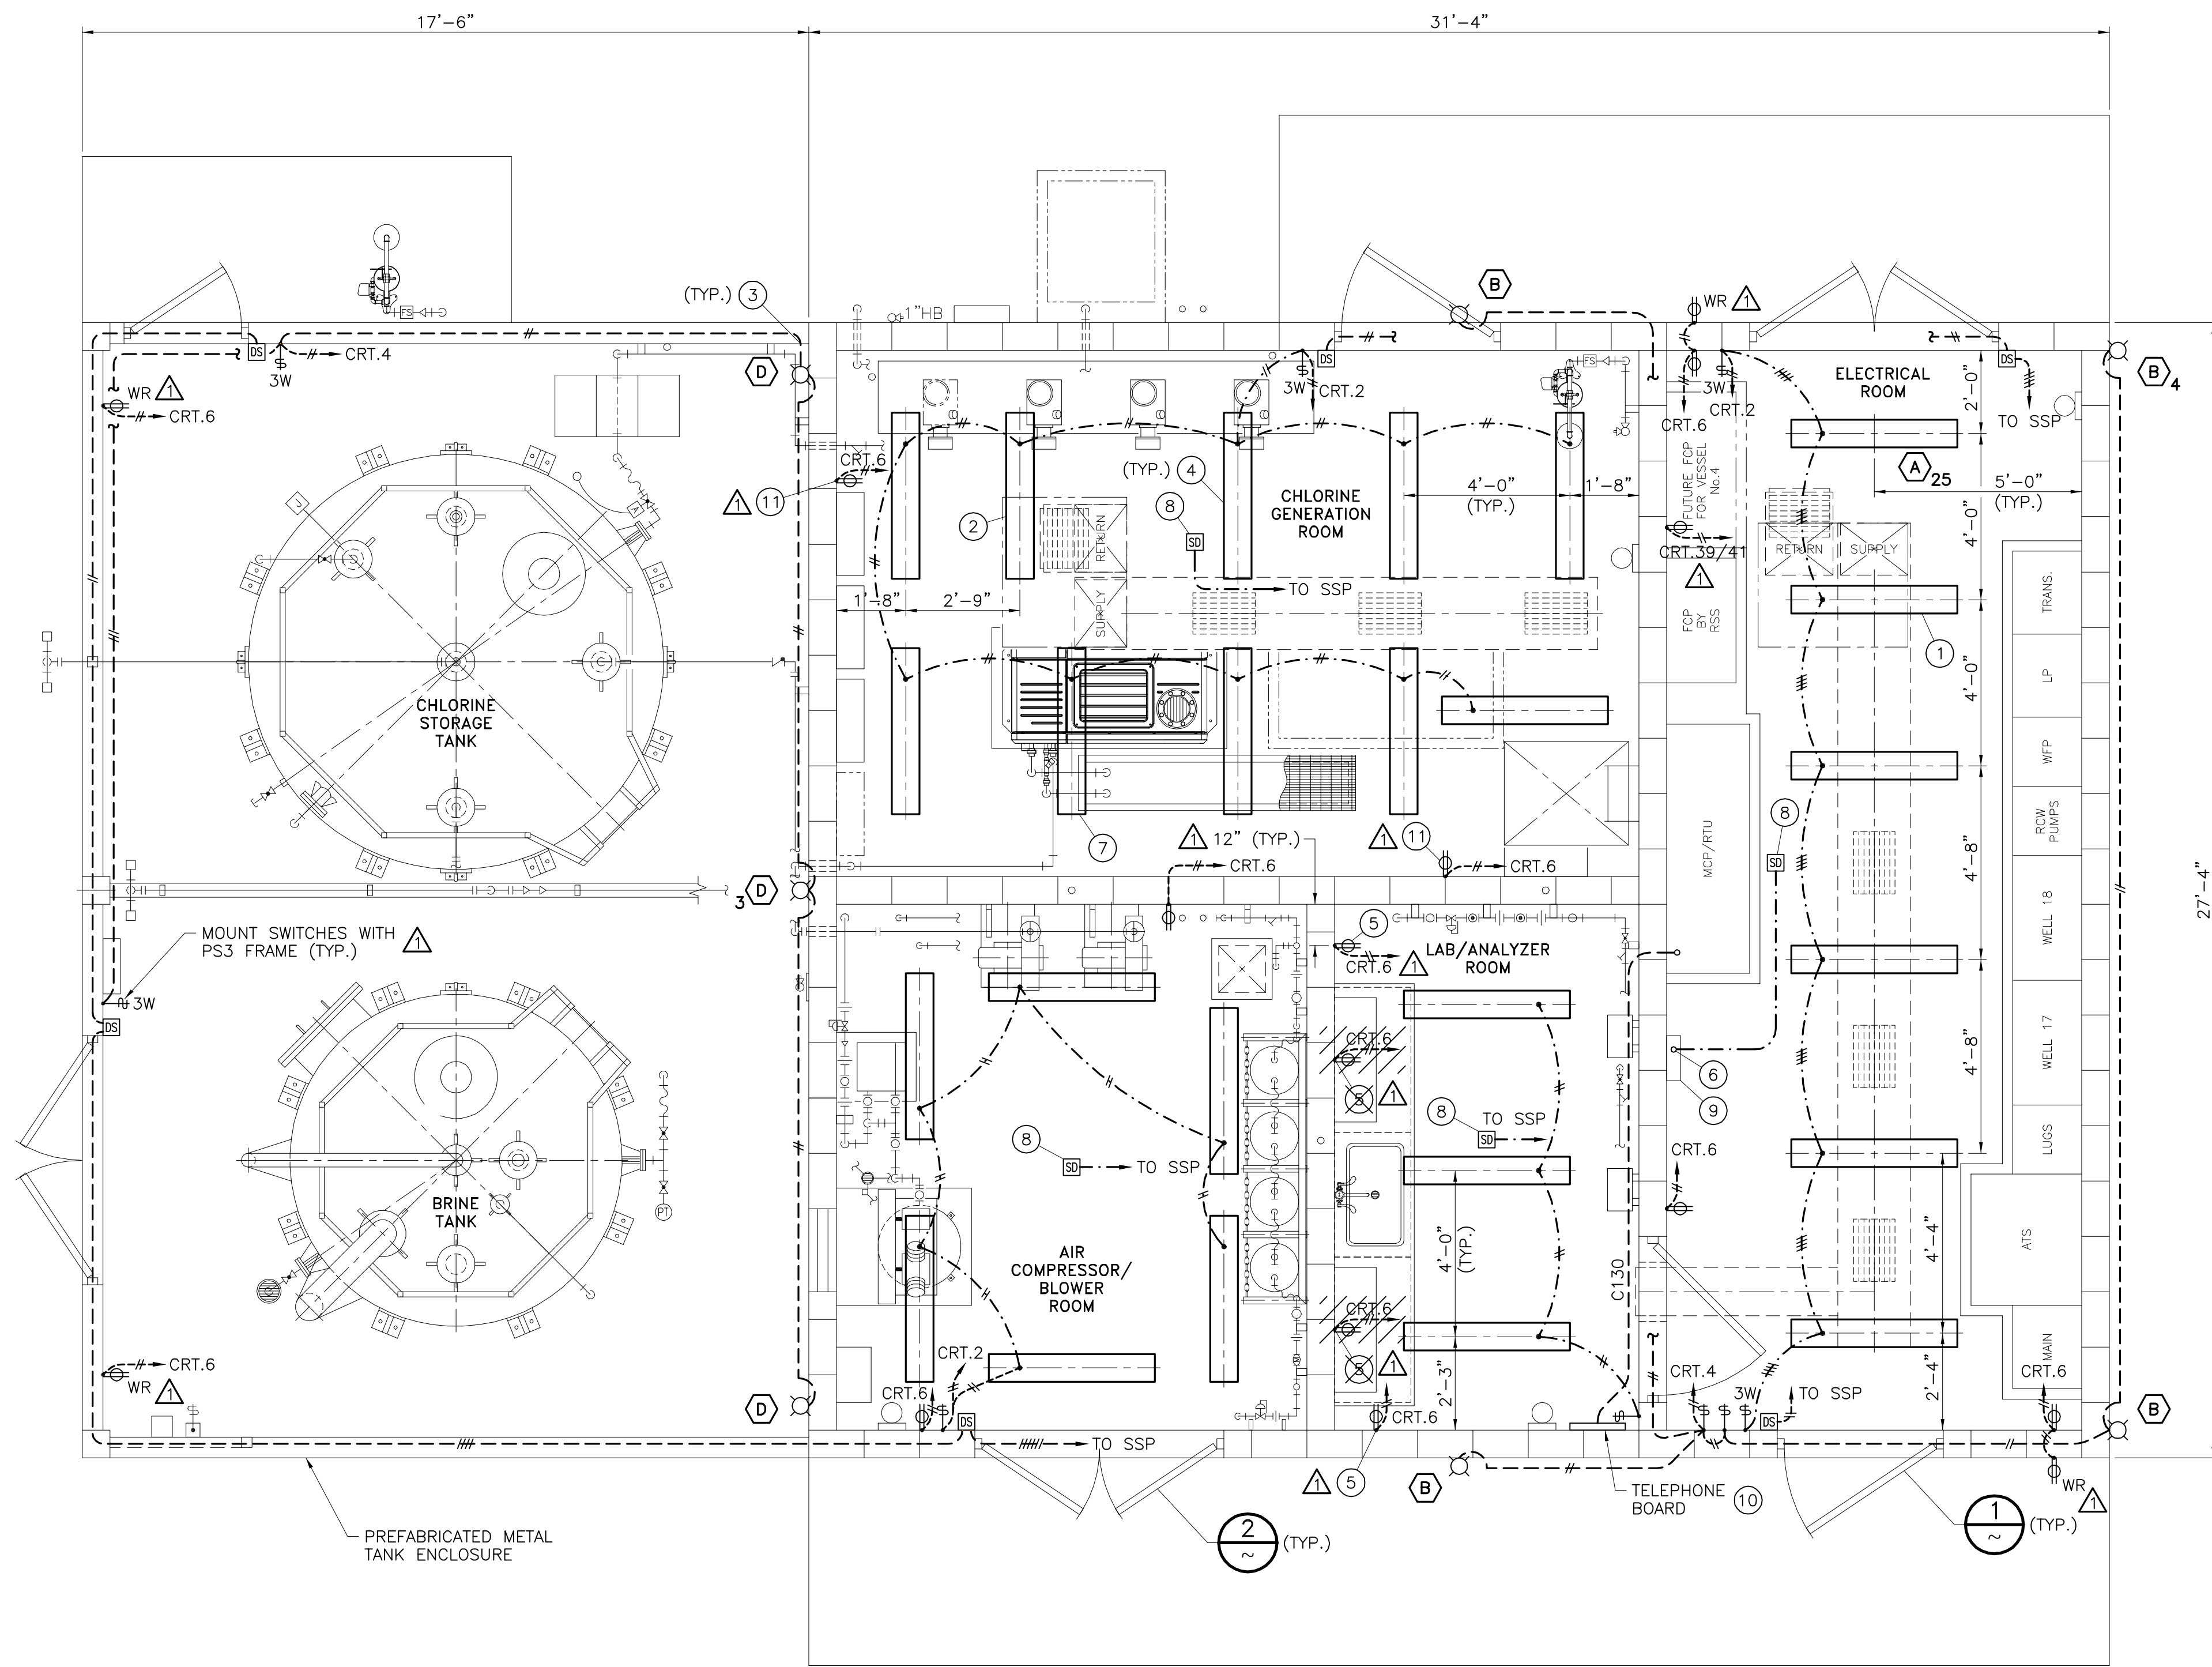 17'-6"
31'-4"
(TYP.) 3
B
WR 1
1"HB
FS
FS
DS
CRT.4
3W
D
DS
3W
CRT.2
3W
CRT.2
CRT.6
ELECTRICAL
ROOM
DS
TO SSP
B 4
2'-0"
WR 1
CRT.6
CRT.6
1 11
(TYP.) 4
2
8
SD
CHLORINE
GENERATION
ROOM
4'-0"
(TYP.)
1'-8"
FUTURE FCP
FOR VESSEL
No.4
A 25
5'-0"
(TYP.)
4'-0"
RETURN
SUPPLY
TO SSP
1'-8"
2'-9"
CRT.39/41
1
FCP
BY
RSS
RETURN
SUPPLY
TRANS.
1
4'-0"
LP
J
A
CHLORINE
STORAGE
TANK
WFP
RCW
PUMPS
8
SD
MCP/RTU
4'-8"
7
1 12" (TYP.)
1 11
CRT.6
CRT.6
3 D
MOUNT SWITCHES WITH
PS3 FRAME (TYP.)
1
3W
DS
5
CRT.6
1
LAB/ANALYZER
ROOM
WELL 18
27'-4"
WELL 17
4'-8"
6
9
CRT.6
5
1
8
TO SSP
SD
8
SD
TO SSP
CRT.6
LUGS
PT
BRINE
TANK
AIR
COMPRESSOR/
BLOWER
ROOM
4'-0"
(TYP.)
C130
ATS
4'-4"
CRT.6
5
1
2'-3"
CRT.6
WR 1
D
CRT.6
CRT.2
DS
CRT.6
CRT.4
3W
DS
TO SSP
MAIN
CRT.6
2'-4"
B
TO SSP
1 5
B
TELEPHONE
BOARD
10
WR 1
PREFABRICATED METAL
TANK ENCLOSURE
2
~
(TYP.)
1
~
(TYP.)